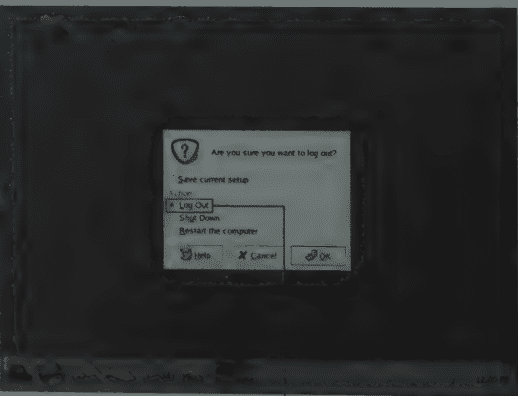 Are you sure you want to log out?
Save current setup
Action
Log Out
Shut Down
Restart the computer
Help
Cancel
OK